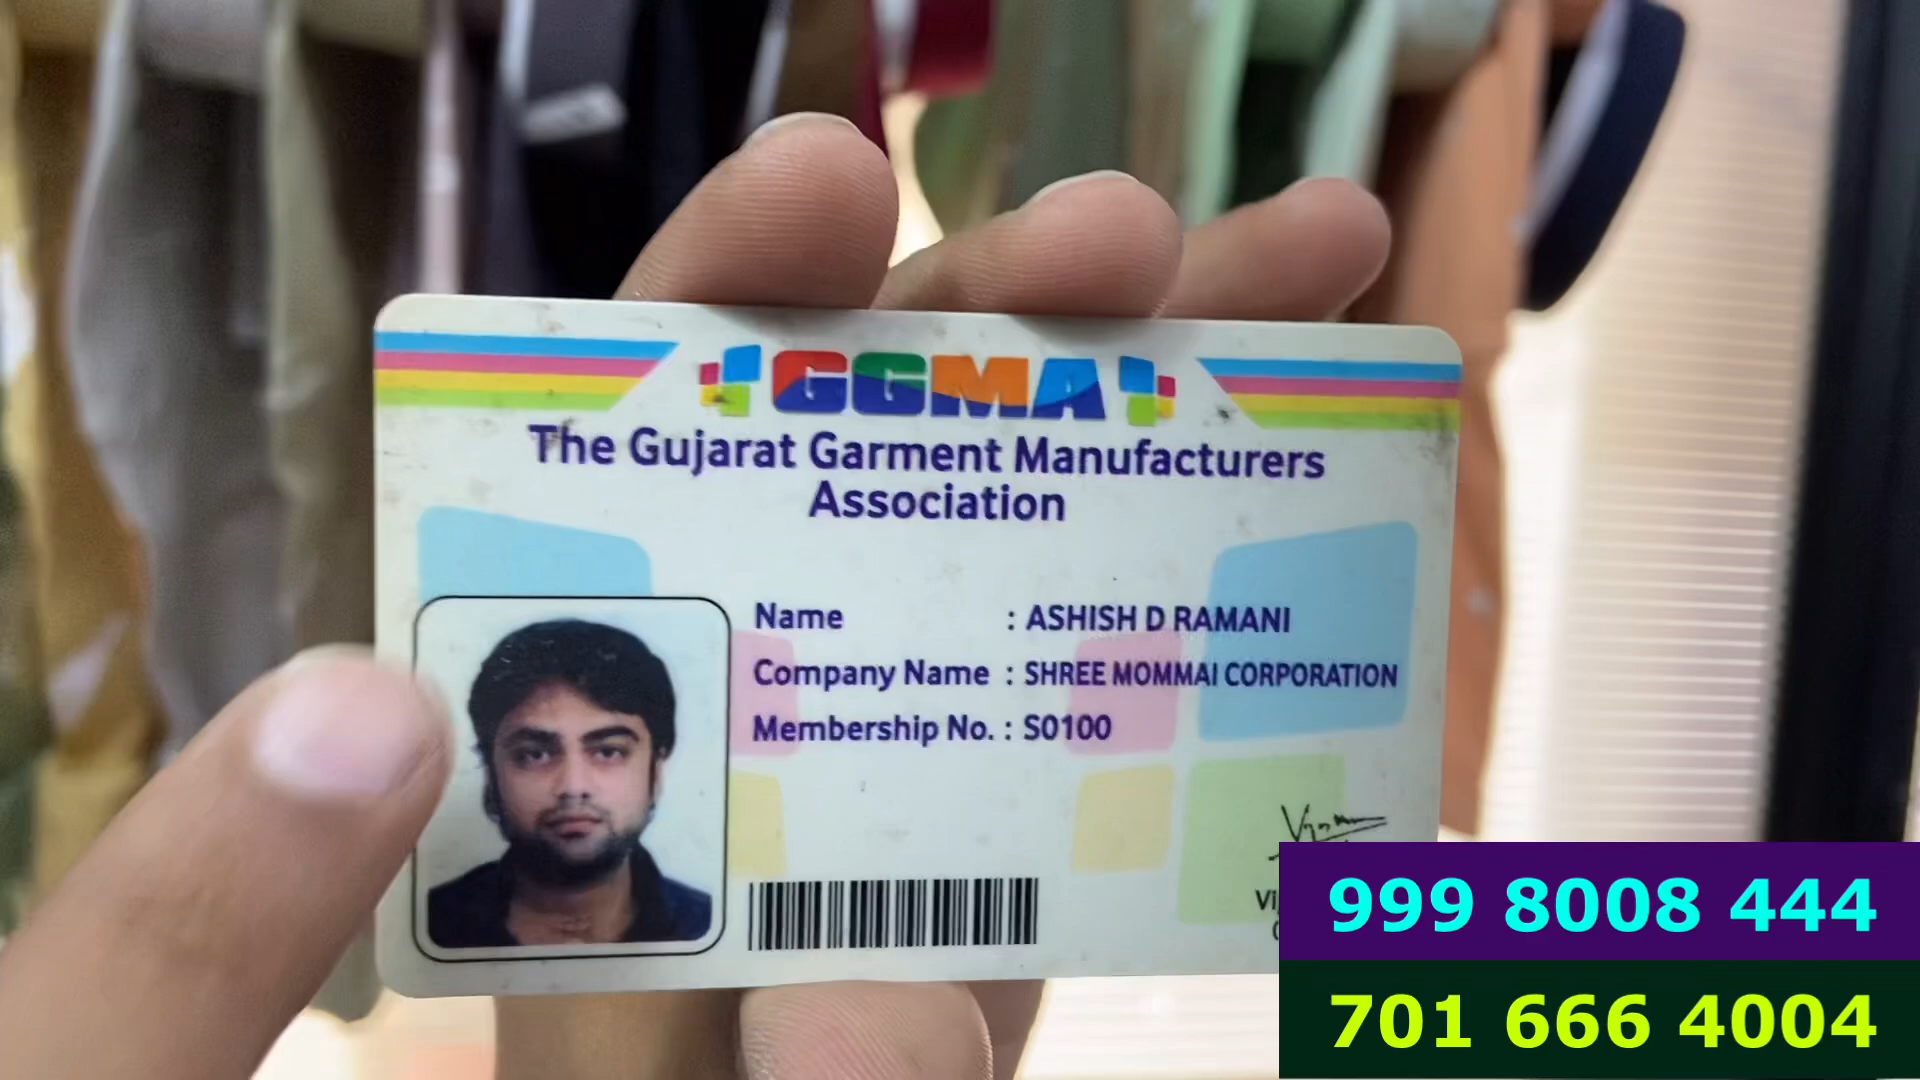 GGMA
The Gujarat Garment Manufacturers
Association
Name : ASHISH D RAMANI
Company Name : SHREE MOMMAI CORPORATION
Membership No. : S0100
999 8008 444
701 666 4004